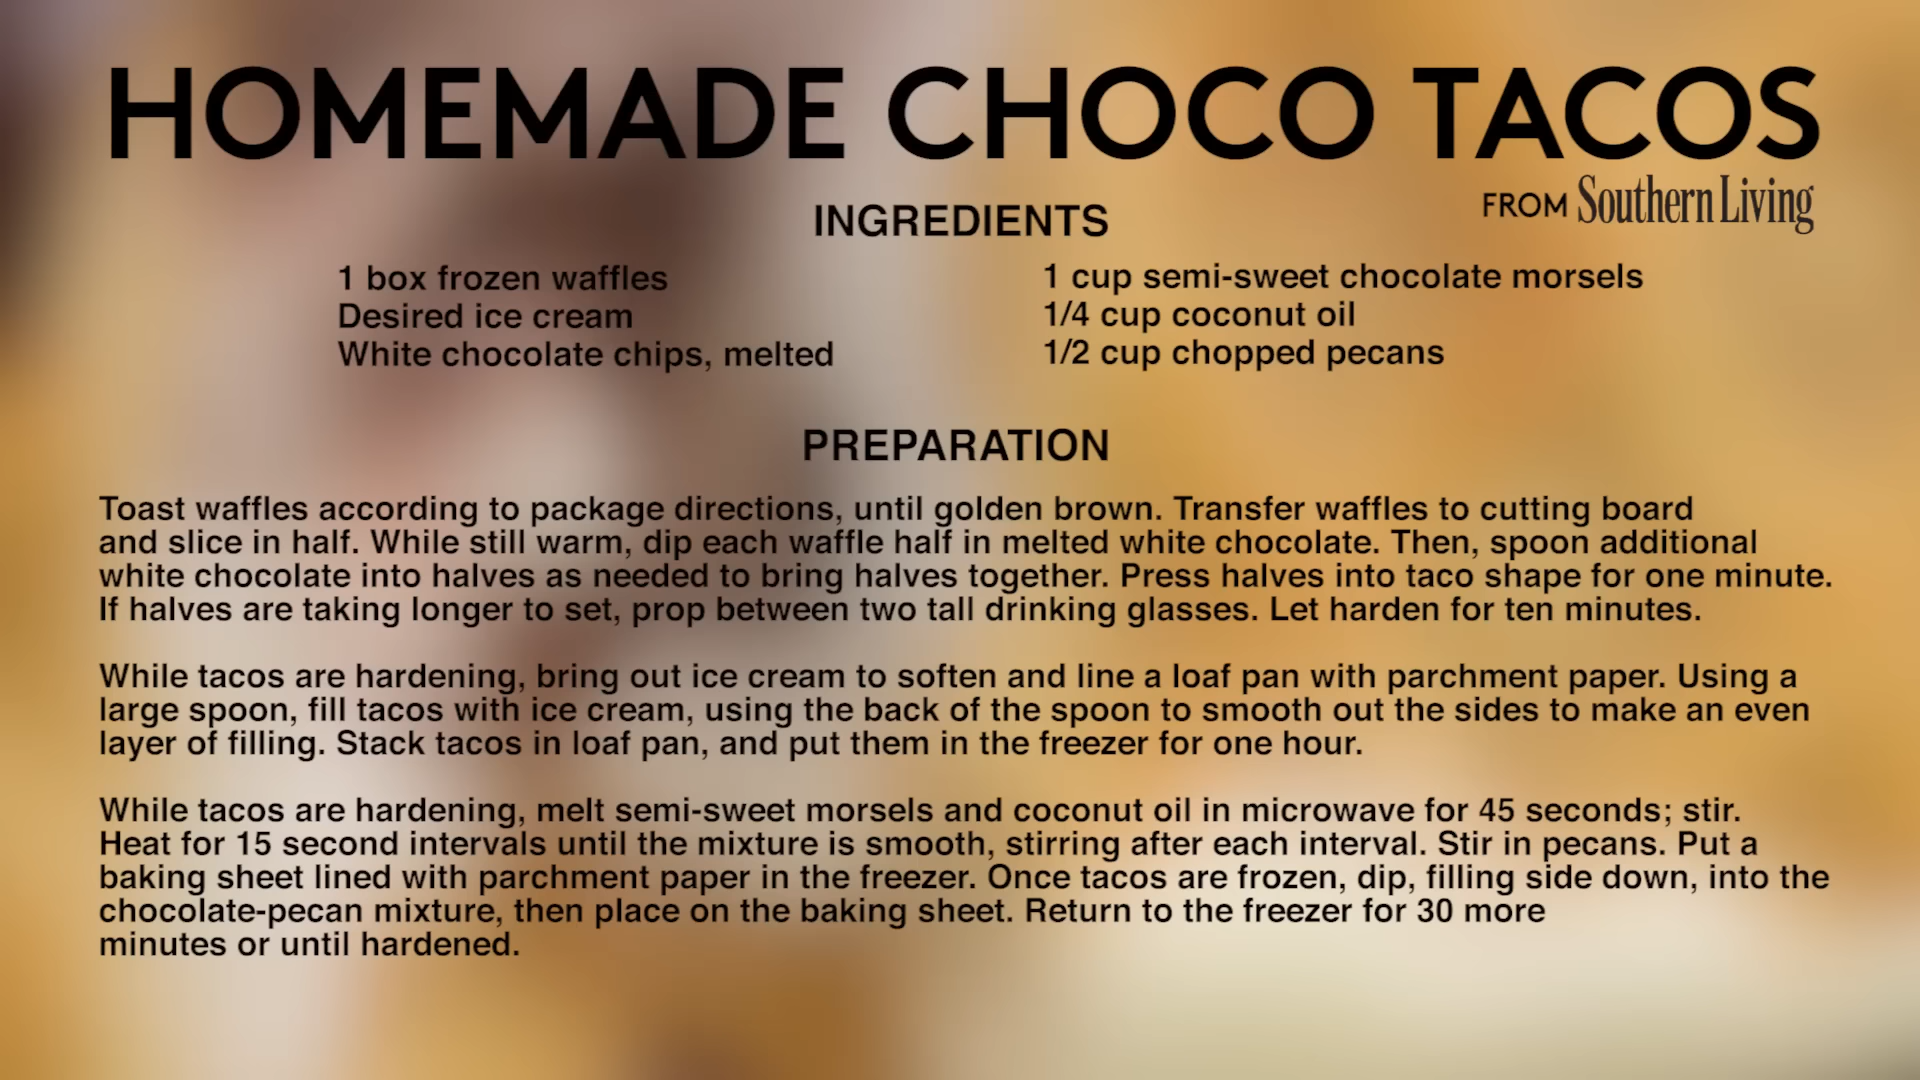 HOMEMADE CHOCO TACOS
FROM Southern Living
INGREDIENTS
1 box frozen waffles
Desired ice cream
White chocolate chips, melted
1 cup semi-sweet chocolate morsels
1/4 cup coconut oil
1/2 cup chopped pecans
PREPARATION
Toast waffles according to package directions, until golden brown. Transfer waffles to cutting board
and slice in half. While still warm, dip each waffle half in melted white chocolate. Then, spoon additional
white chocolate into halves as needed to bring halves together. Press halves into taco shape for one minute.
If halves are taking longer to set, prop between two tall drinking glasses. Let harden for ten minutes.
While tacos are hardening, bring out ice cream to soften and line a loaf pan with parchment paper. Using a
large spoon, fill tacos with ice cream, using the back of the spoon to smooth out the sides to make an even
layer of filling. Stack tacos in loaf pan, and put them in the freezer for one hour.
While tacos are hardening, melt semi-sweet morsels and coconut oil in microwave for 45 seconds; stir.
Heat for 15 second intervals until the mixture is smooth, stirring after each interval. Stir in pecans. Put a
baking sheet lined with parchment paper in the freezer. Once tacos are frozen, dip, filling side down, into the
chocolate-pecan mixture, then place on the baking sheet. Return to the freezer for 30 more
minutes or until hardened.